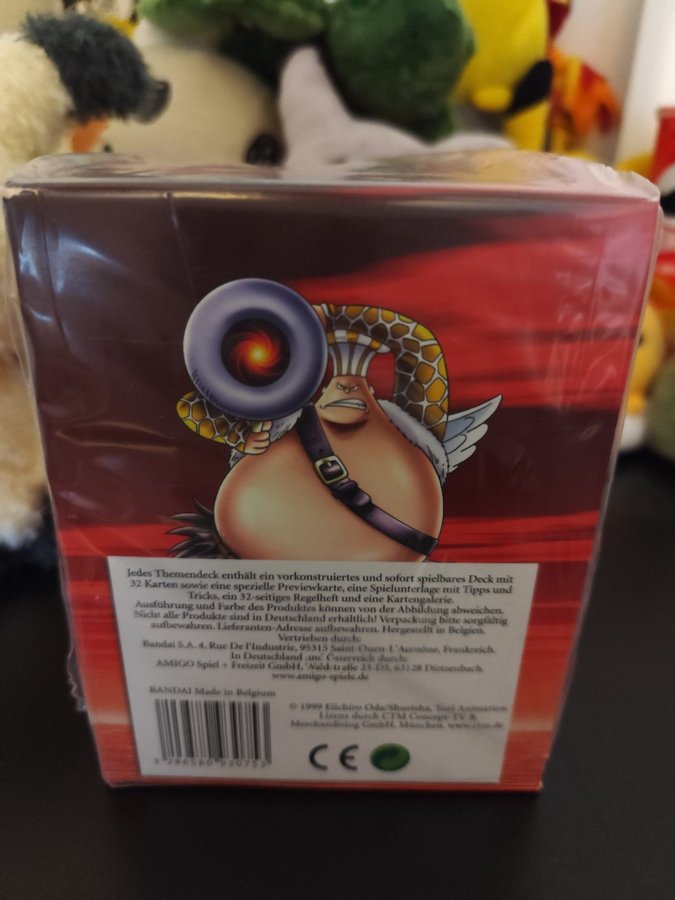 Jedes Themendeck enthält ein vorkonstruiertes und sofort spielbares Deck mit
32 Karten sowie eine spezielle Previewkarte, eine Spielunterlage mit Tipps und
Tricks, ein 32-seitiges Regelheft und eine Kartengalerie.
Ausführung und Farbe des Produktes können von der Abbildung abweichen.
Nicht alle Produkte sind in Deutschland erhältlich! Verpackung bitte sorgfältig
aufbewahren. Lieferanten-Adresse aufbewahren. Hergestellt in Belgien.
Vertrieben durch:
Bandai S.A. 4, Rue De l'Industrie, 95315 Saint-Ouen-L'Aumône, Frankreich.
In Deutschland und Österreich durch:
AMIGO Spiel + Freizeit GmbH, Waldstraße 23-D5, 63128 Dietzenbach.
www.amigo-spiele.de
BANDAI Made in Belgium
© 1999 Eiichiro Oda/Shueisha, Toei Animation
Lizenz durch CTM Concept-TV &
Merchandising GmbH, München. www.ctm.de
3 296580 930753
CE